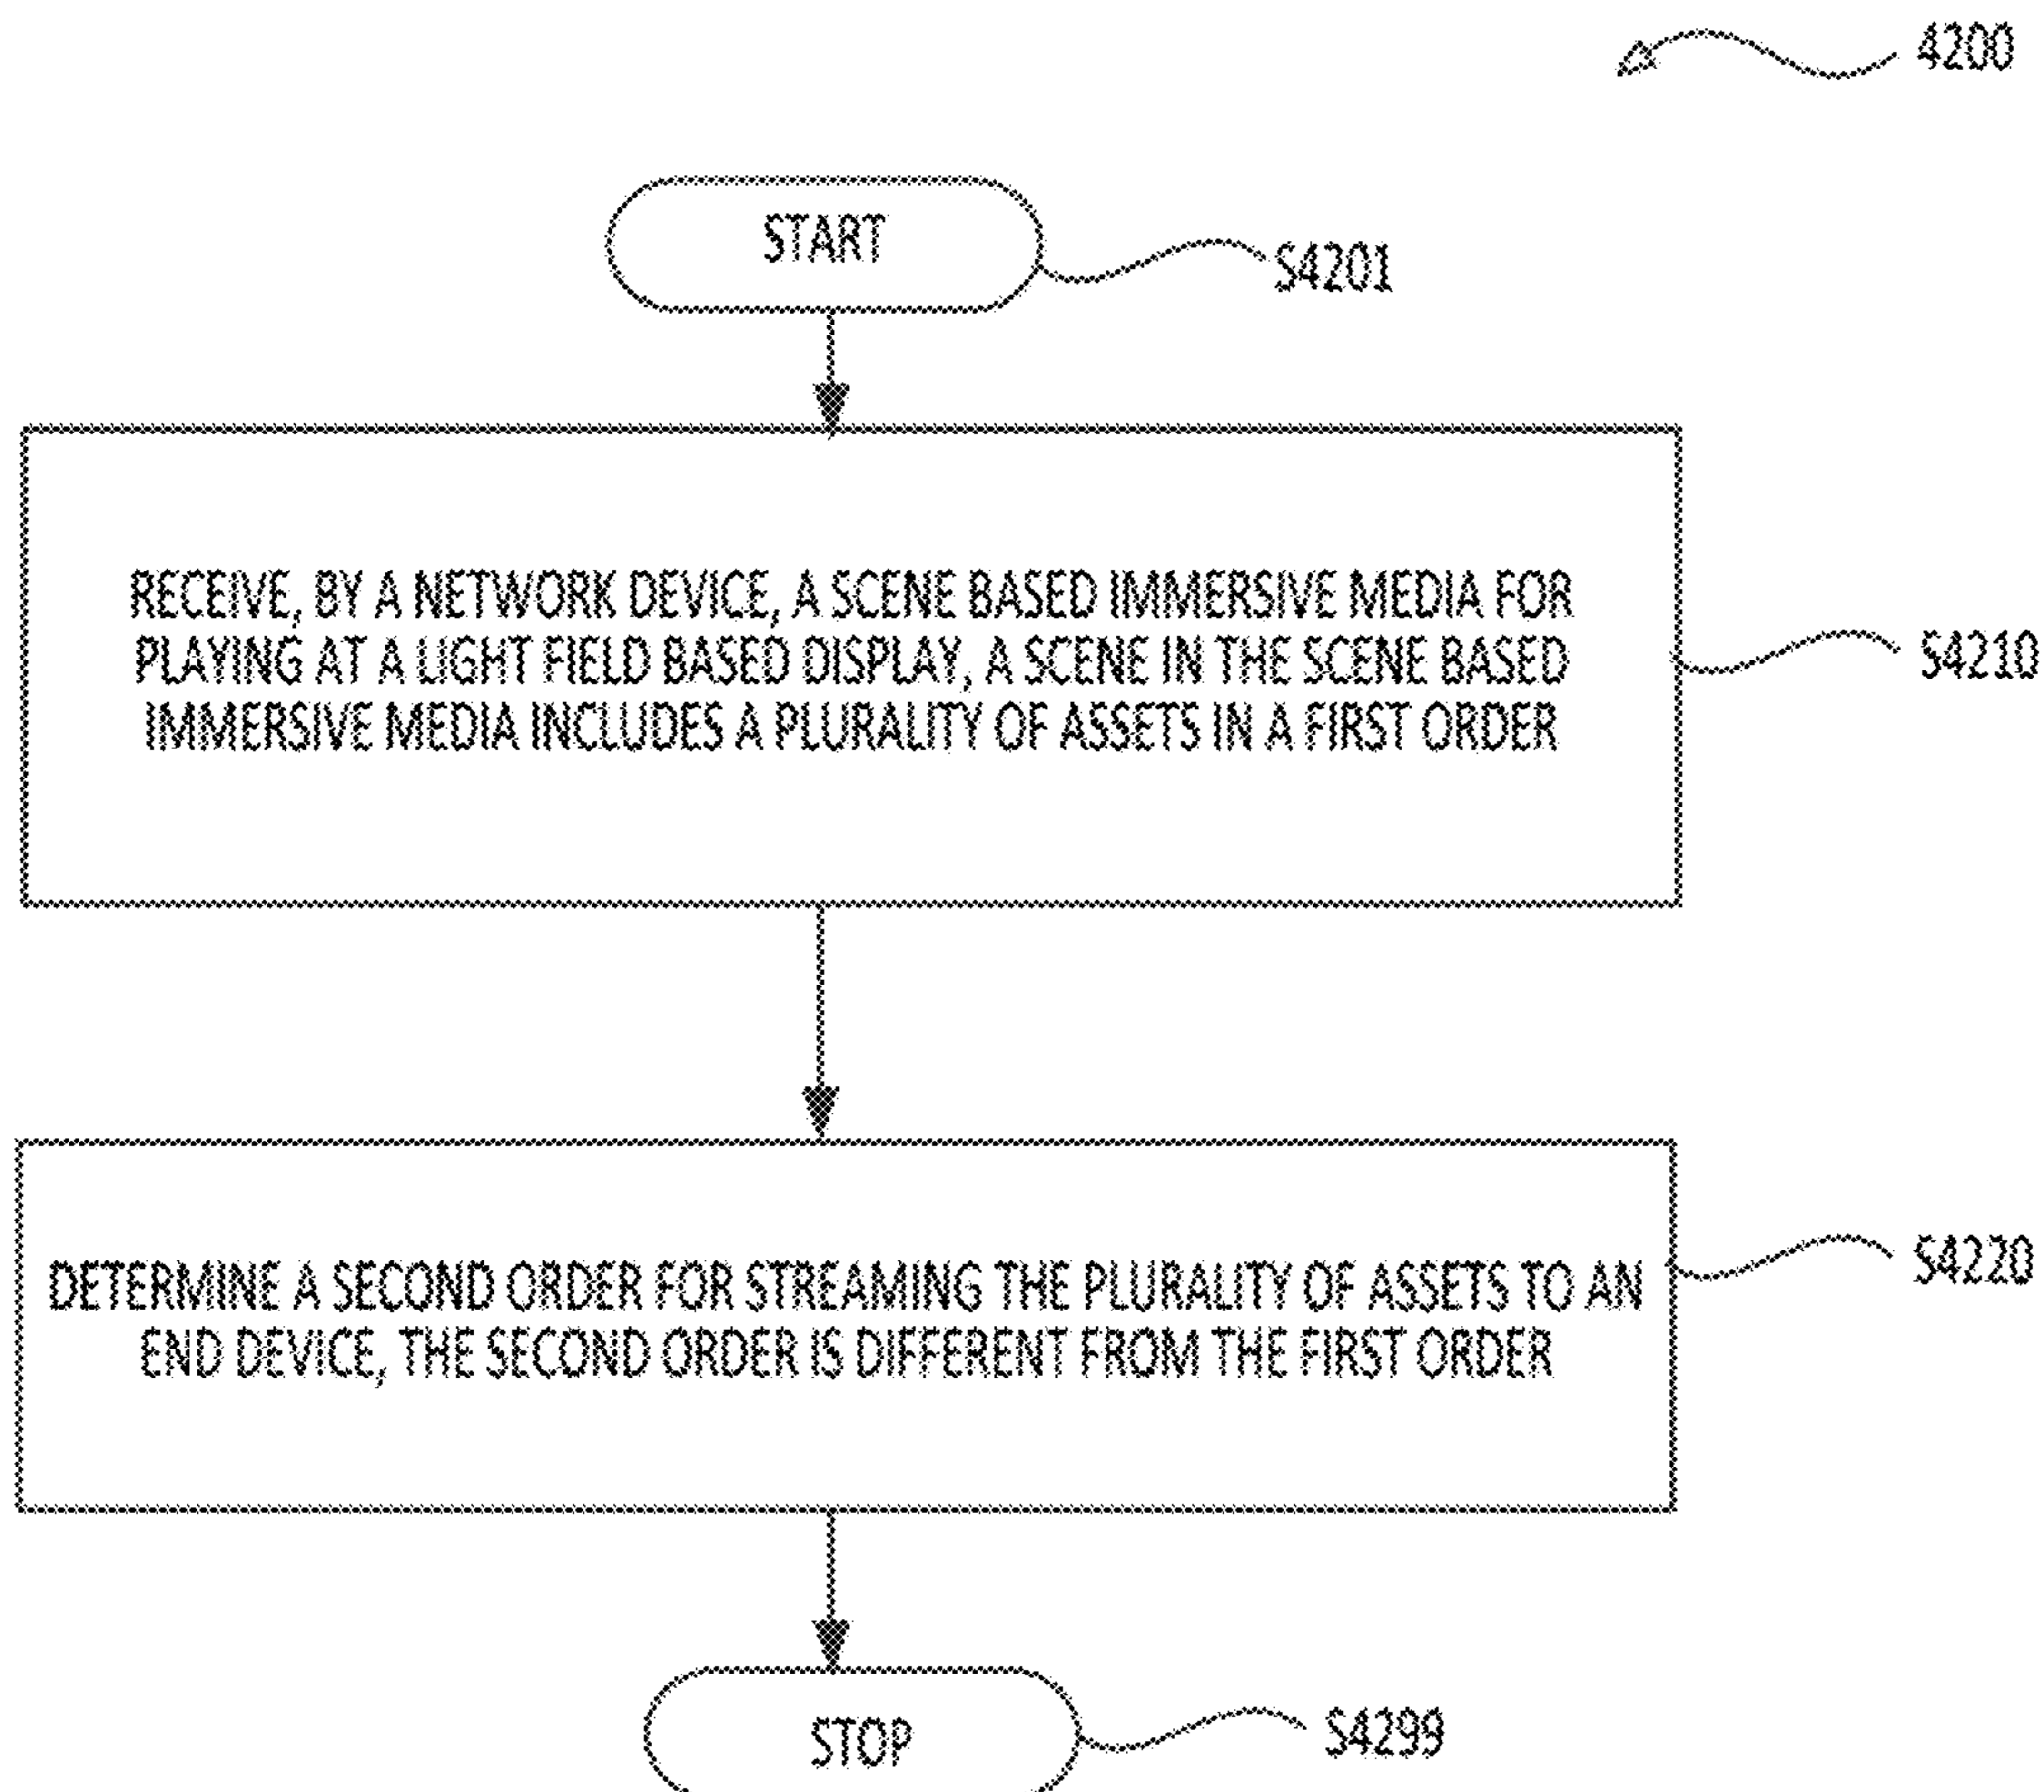 4200
START
S4201
RECEIVE, BY A NETWORK DEVICE, A SCENE BASED IMMERSIVE MEDIA FOR
PLAYING AT A LIGHT FIELD BASED DISPLAY, A SCENE IN THE SCENE BASED
IMMERSIVE MEDIA INCLUDES A PLURALITY OF ASSETS IN A FIRST ORDER
S4210
DETERMINE A SECOND ORDER FOR STREAMING THE PLURALITY OF ASSETS TO AN
END DEVICE, THE SECOND ORDER IS DIFFERENT FROM THE FIRST ORDER
S4220
STOP
S4299